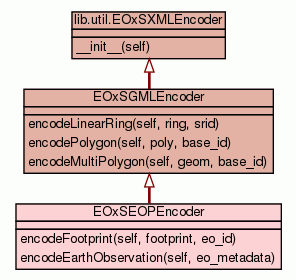 lib.util.EOxSXMLEncoder
__init__(self)
EOxSGMLEncoder
encodeLinearRing(self, ring, srid)
encodePolygon(self, poly, base_id)
encodeMultiPolygon(self, geom, base_id)
EOxSEOPEncoder
encodeFootprint(self, footprint, eo_id)
encodeEarthObservation(self, eo_metadata)